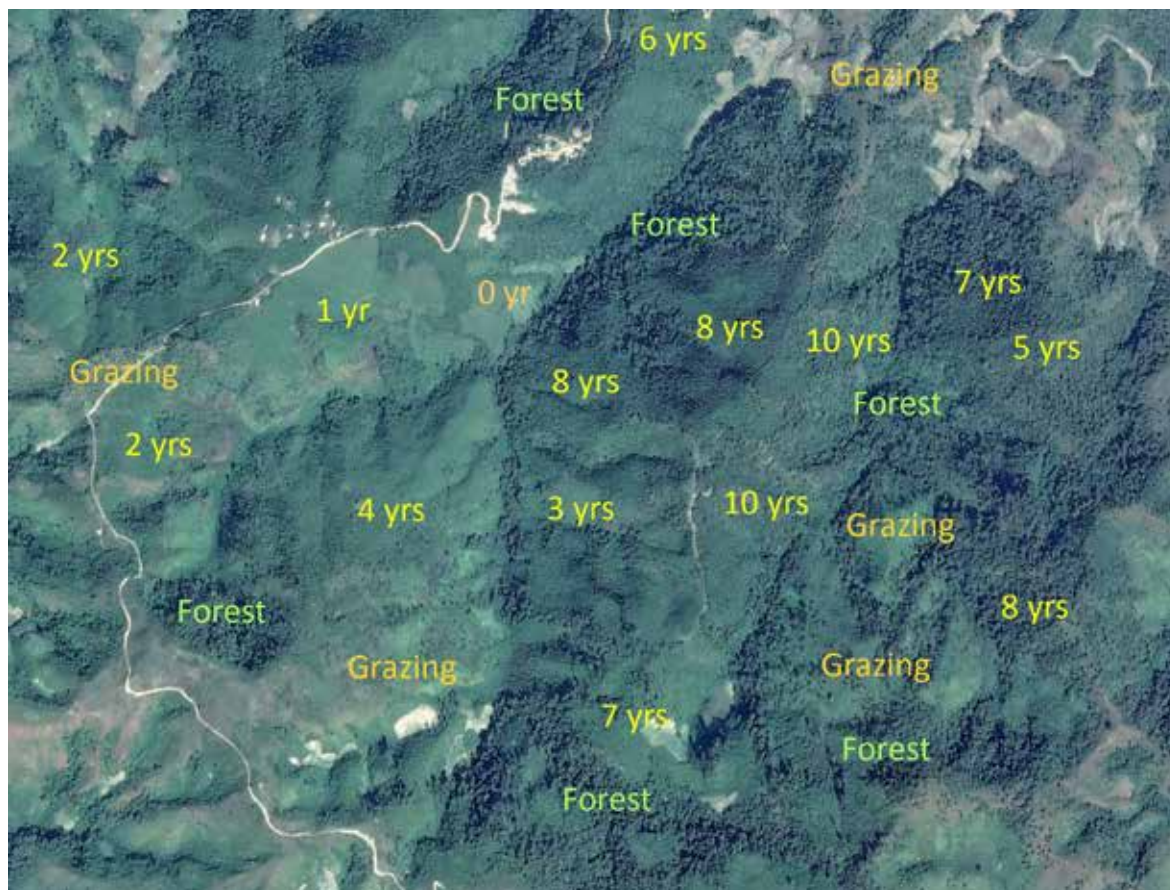 6 yrs
Grazing
Forest
Forest
2 yrs
7 yrs
0 yr
1 yr
8 yrs
10 yrs
5 yrs
Grazing
8 yrs
Forest
2 yrs
4 yrs
3 yrs
10 yrs
Grazing
Forest
8 yrs
Grazing
Grazing
7 yrs
Forest
Forest